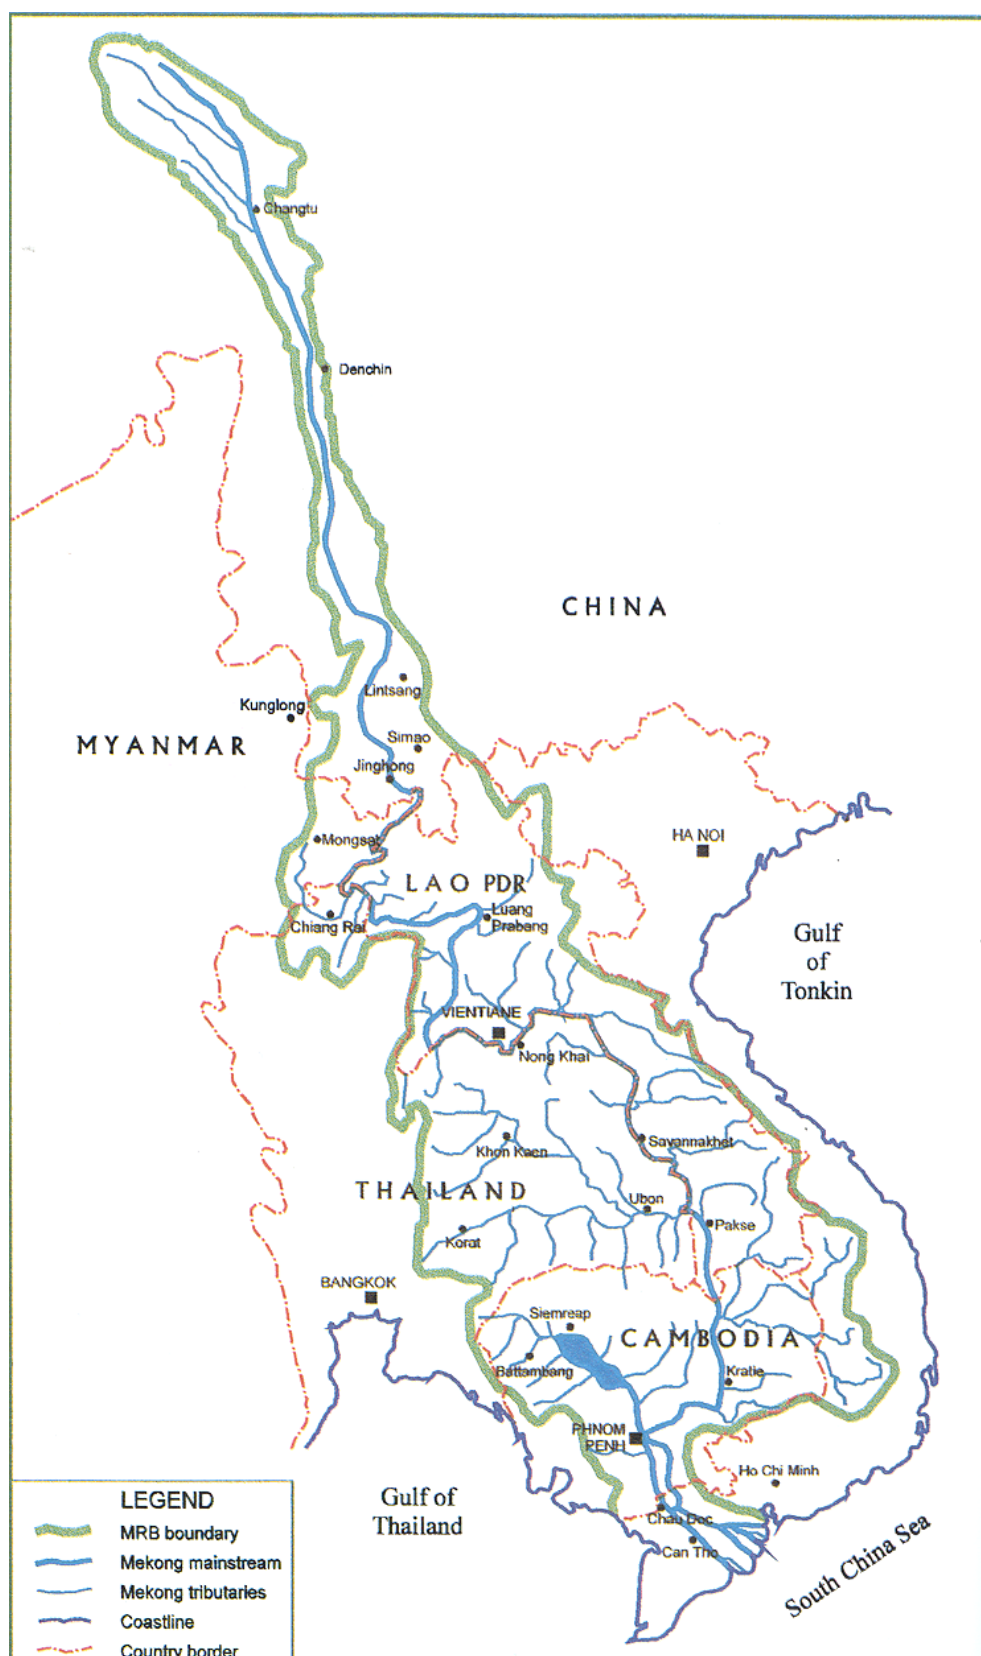 Changtu
Denchin
CHINA
Lintsang
Kunglong
MYANMAR
Simao
Jinghong
HA NOI
Mongsat
LAO PDR
Luang
Prabang
Chiang Rai
Gulf
of
Tonkin
VIENTIANE
Nong Khai
Savannakhet
Khon Kaen
THAILAND
Ubon
Pakse
Korat
BANGKOK
Siemreap
CAMBODIA
Battambang
Kratie
PHNOM
PENH
Ho Chi Minh
Gulf of
Thailand
Chau Doc
Can Tho
South China Sea
LEGEND
MRB boundary
Mekong mainstream
Mekong tributaries
Coastline
Country border